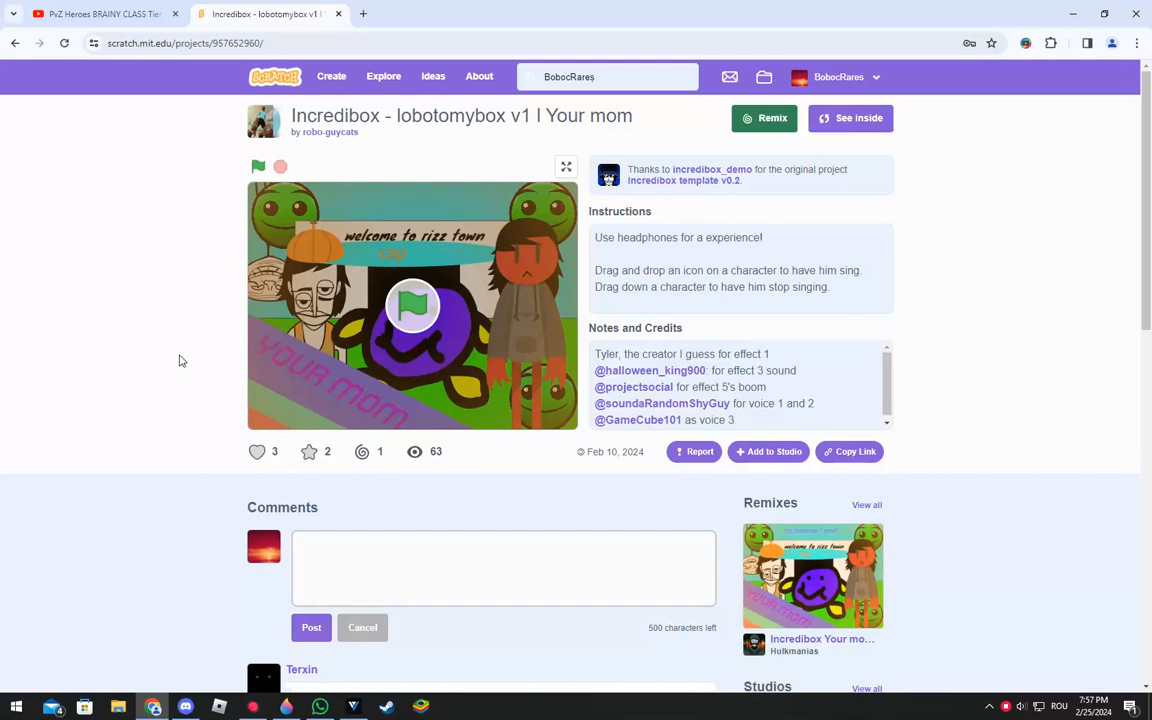 PvZ Heroes BRAINY CLASS Tier
Incredibox - lobotomybox v1 l Y
scratch.mit.edu/projects/957652960/
SCRATCH
Create
Explore
Ideas
About
BobocRares
BobocRares
Incredibox - lobotomybox v1 l Your mom
by robo-guycats
Remix
See inside
Thanks to incredibox_demo for the original project
Incredibox template v0.2.
Instructions
Use headphones for a experience!
Drag and drop an icon on a character to have him sing.
Drag down a character to have him stop singing.
welcome to rizz town
cap
YOUR MOM
Notes and Credits
Tyler, the creator I guess for effect 1
@halloween_king900: for effect 3 sound
@projectsocial for effect 5's boom
@soundaRandomShyGuy for voice 1 and 2
@GameCube101 as voice 3
3
2
1
63
© Feb 10, 2024
Report
Add to Studio
Copy Link
Comments
Post
Cancel
500 characters left
Terxin
Remixes
View all
welcome to rizz town
YOUR MOM
Incredibox Your mo...
Hulkmanias
Studios
View all
4
ROU
7:57 PM
2/25/2024
1